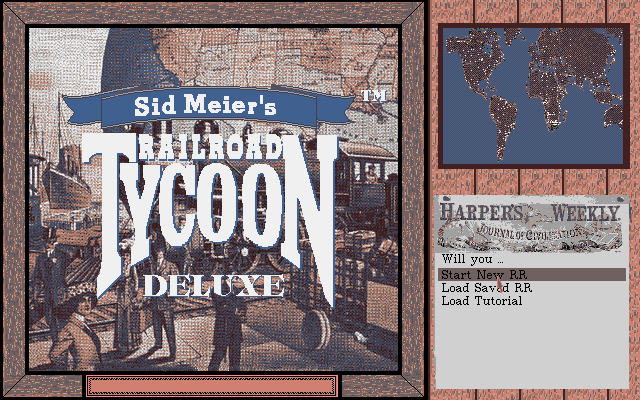 Sid Meier's
TM
RAILROAD
TYCOON
DELUXE
HARPER'S WEEKLY
JOURNAL OF CIVILIZATION
Will you ...
Start New RR
Load Saved RR
Load Tutorial